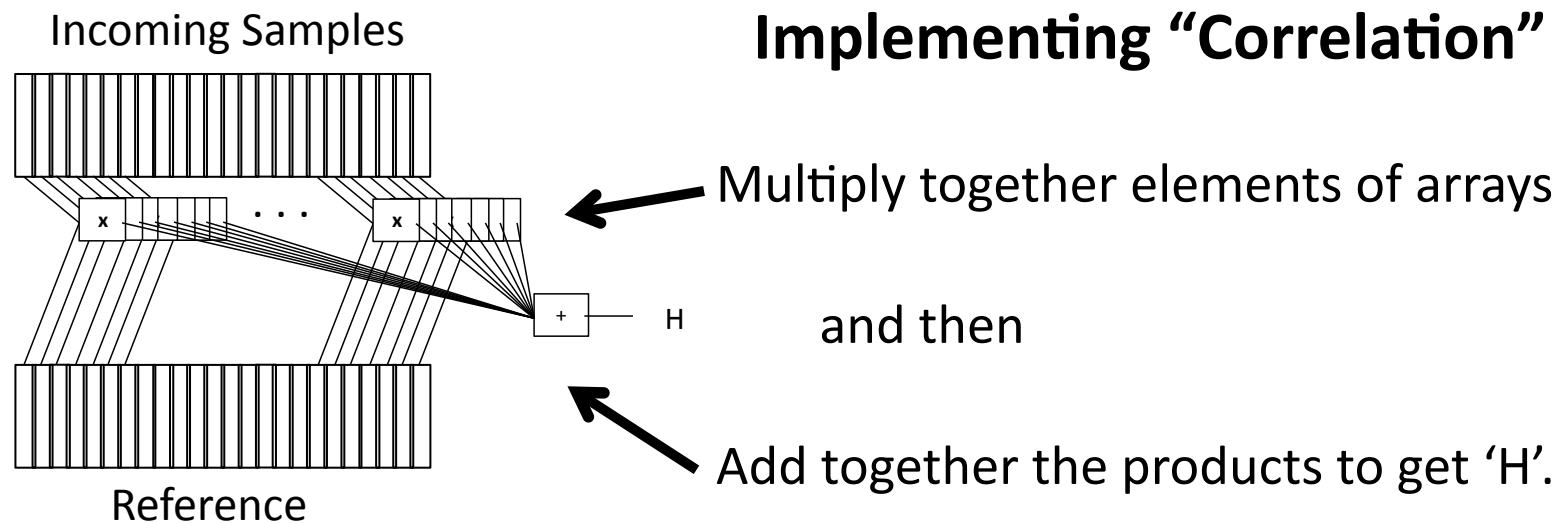 Incoming Samples
Implementing “Correlation”
Multiply together elements of arrays
x
. . .
x
+
H
and then
Add together the products to get ‘H’.
Reference